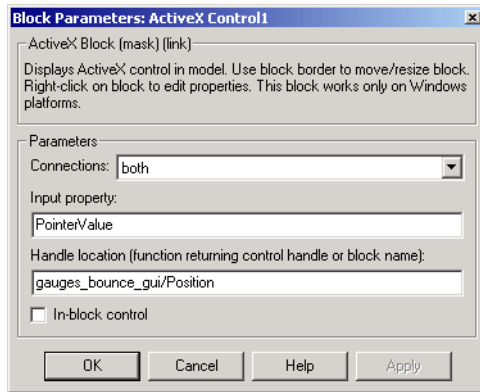 Block Parameters: ActiveX Control1
ActiveX Block (mask) (link)
Displays ActiveX control in model. Use block border to move/resize block.
Right-click on block to edit properties. This block works only on Windows
platforms.
Parameters
Connections: both
Input property:
PointerValue
Handle location (function returning control handle or block name):
gauges_bounce_gui/Position
In-block control
OK Cancel Help Apply